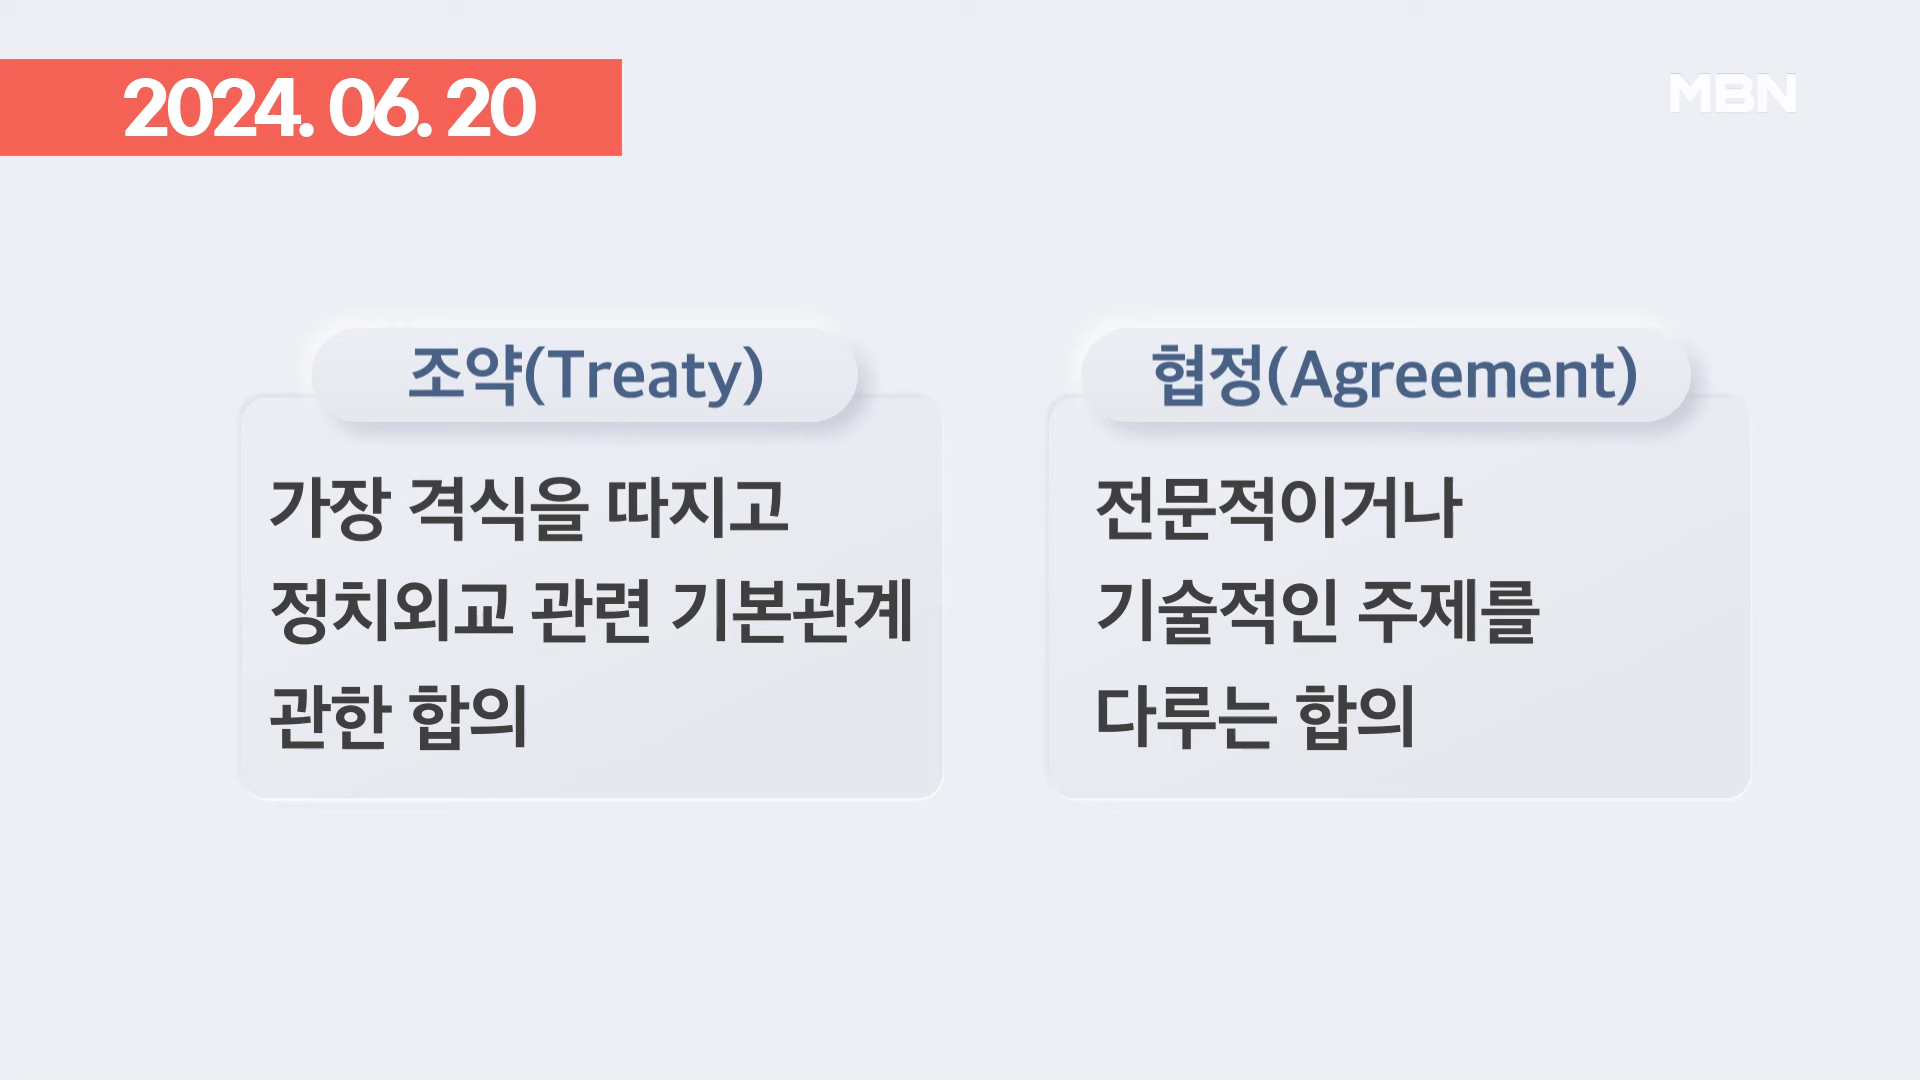 2024. 06. 20
MBN
조약(Treaty)
가장 격식을 따지고
정치외교 관련 기본관계
관한 합의
협정(Agreement)
전문적이거나
기술적인 주제를
다루는 합의